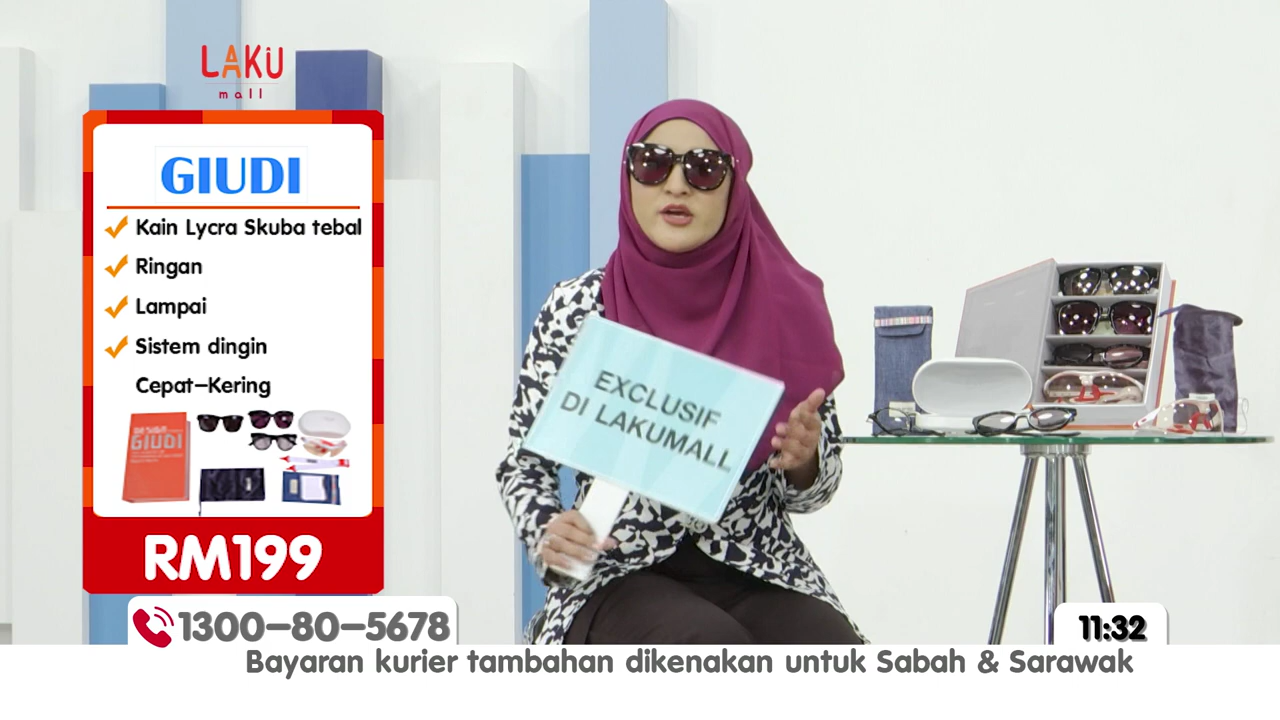 LAKU
mall
GIUDI
Kain Lycra Skuba tebal
Ringan
Lampai
Sistem dingin
Cepat-Kering
DESIGN
GIUDI
RM199
1300-80-5678
EXCLUSIF
DI LAKUMALL
11:32
Bayaran kurier tambahan dikenakan untuk Sabah & Sarawak